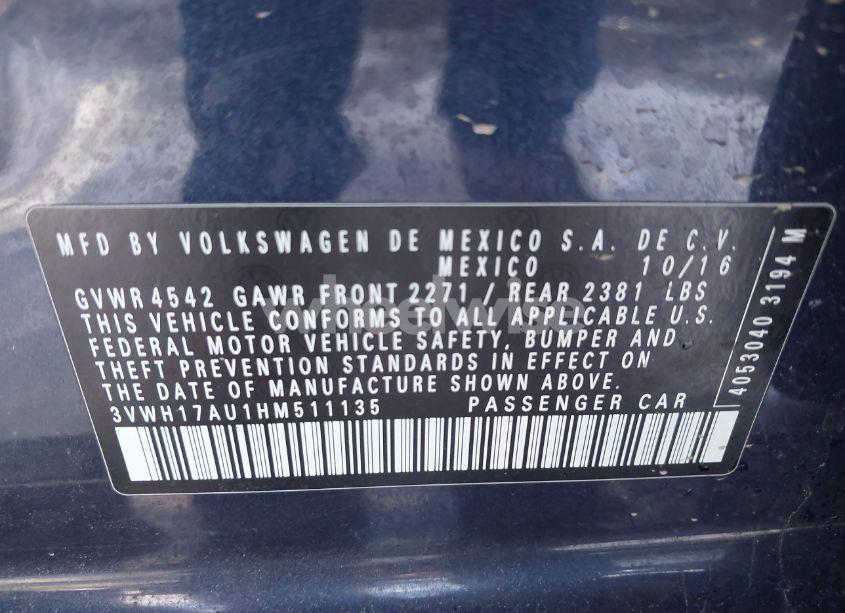 MFD BY VOLKSWAGEN DE MEXICO S.A. DE C.V.
MEXICO 10/16
GVWR 4542 GAWR FRONT 2271 / REAR 2381 LBS
THIS VEHICLE CONFORMS TO ALL APPLICABLE U.S.
FEDERAL MOTOR VEHICLE SAFETY, BUMPER AND
THEFT PREVENTION STANDARDS IN EFFECT ON
THE DATE OF MANUFACTURE SHOWN ABOVE.
3VWH17AU1HM511135 PASSENGER CAR
4053040 3194 M
wheelwise